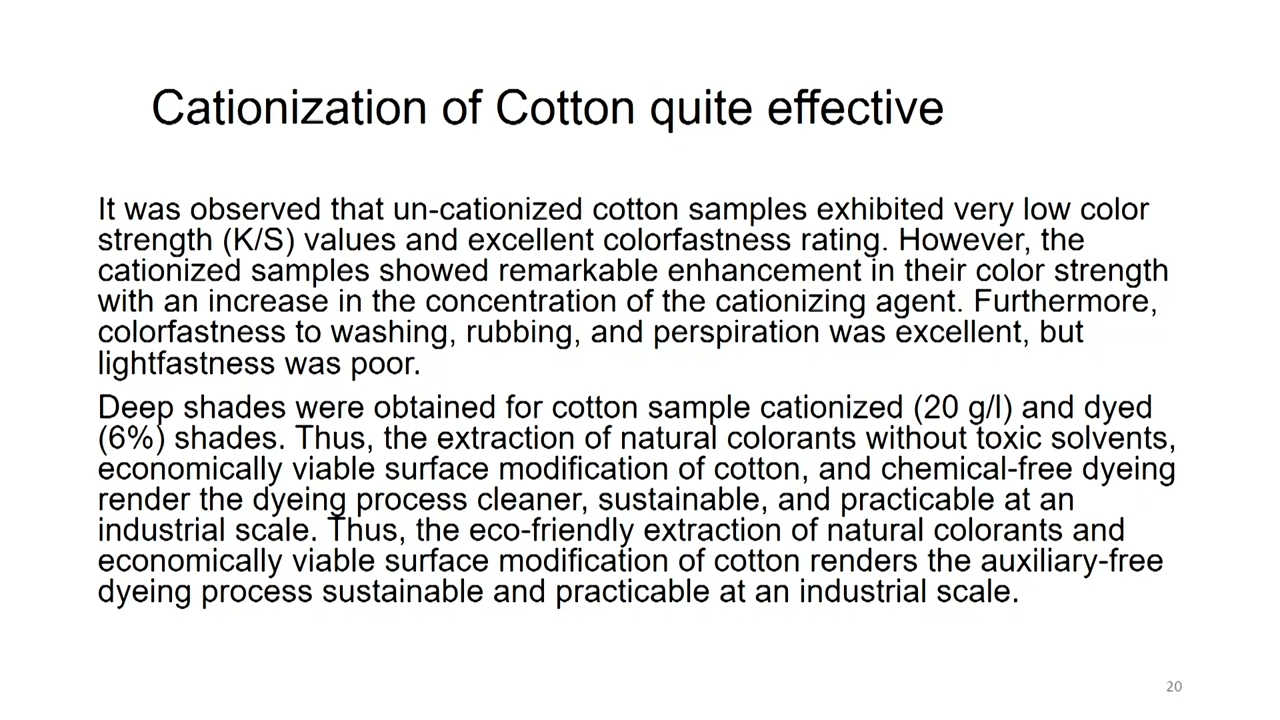 Cationization of Cotton quite effective
It was observed that un-cationized cotton samples exhibited very low color
strength (K/S) values and excellent colorfastness rating. However, the
cationized samples showed remarkable enhancement in their color strength
with an increase in the concentration of the cationizing agent. Furthermore,
colorfastness to washing, rubbing, and perspiration was excellent, but
lightfastness was poor.
Deep shades were obtained for cotton sample cationized (20 g/l) and dyed
(6%) shades. Thus, the extraction of natural colorants without toxic solvents,
economically viable surface modification of cotton, and chemical-free dyeing
render the dyeing process cleaner, sustainable, and practicable at an
industrial scale. Thus, the eco-friendly extraction of natural colorants and
economically viable surface modification of cotton renders the auxiliary-free
dyeing process sustainable and practicable at an industrial scale.
20